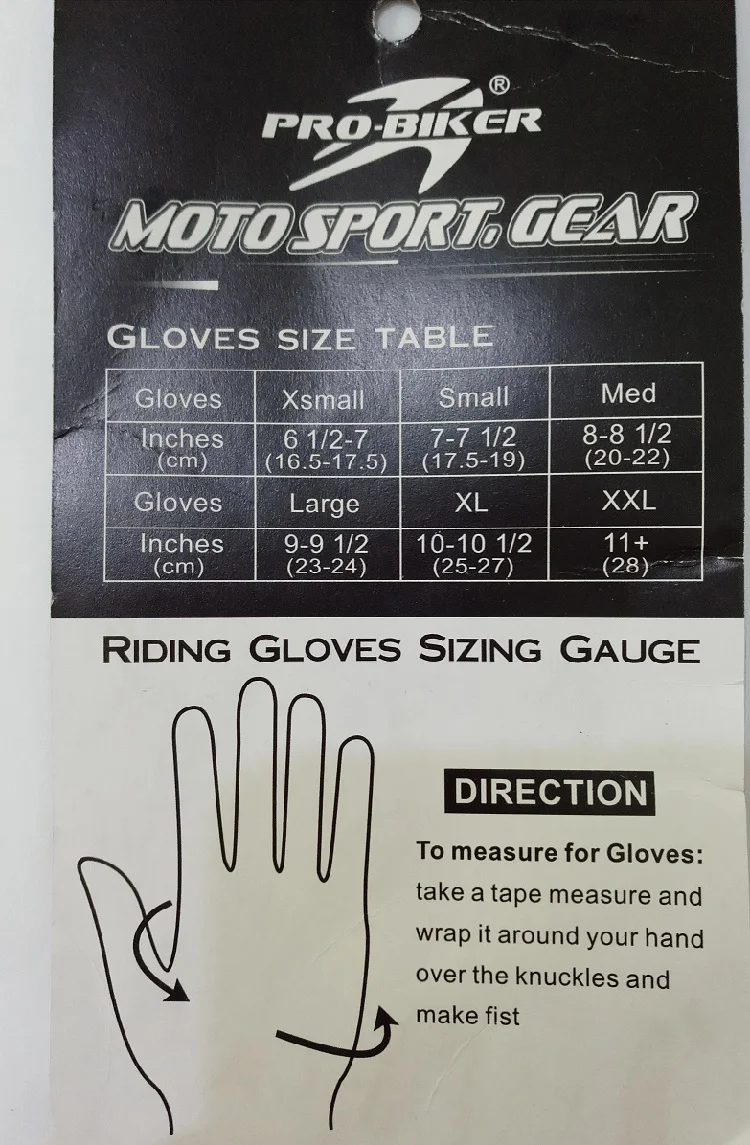 ®
PRO-BIKER
MOTO SPORT. GEAR
GLOVES SIZE TABLE
Gloves Xsmall Small Med
Inches 6 1/2-7 7-7 1/2 8-8 1/2
(cm) (16.5-17.5) (17.5-19) (20-22)
Gloves Large XL XXL
Inches 9-9 1/2 10-10 1/2 11+
(cm) (23-24) (25-27) (28)
RIDING GLOVES SIZING GAUGE
DIRECTION
To measure for Gloves:
take a tape measure and
wrap it around your hand
over the knuckles and
make fist